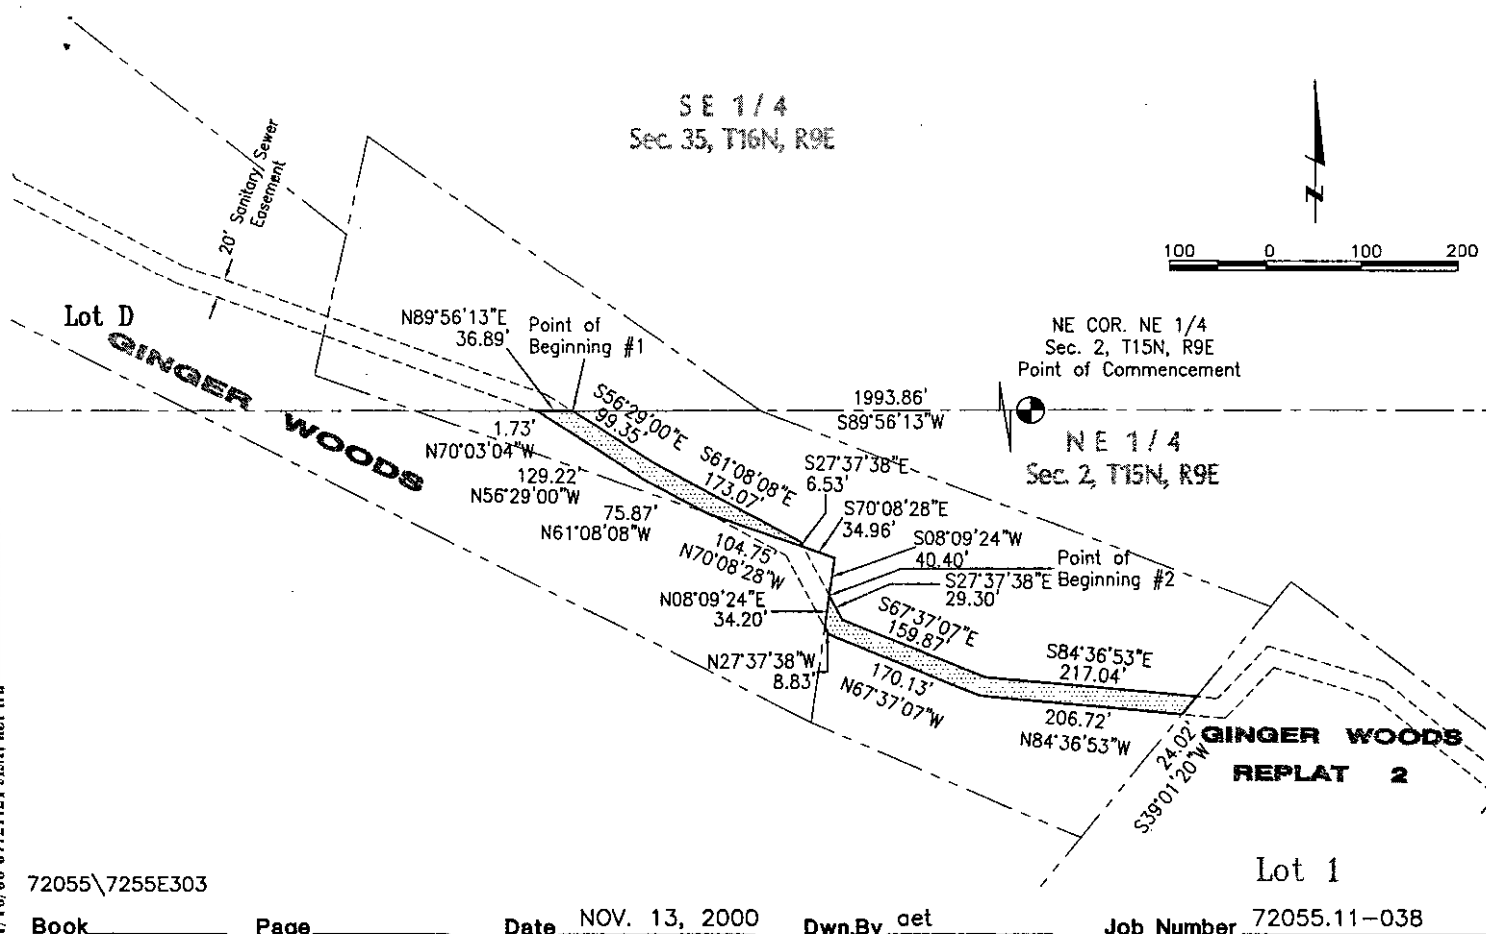 SE 1/4
Sec. 35, T16N, R9E
20' Sanitary Sewer
Easement
N
100 0 100 200
Lot D
GINGER WOODS
N89°56'13"E
36.89'
Point of
Beginning #1
NE COR. NE 1/4
Sec. 2, T15N, R9E
Point of Commencement
1993.86'
S89°56'13"W
NE 1/4
Sec. 2, T15N, R9E
S56°29'00"E
99.35'
S61°08'08"E
173.07'
S27°37'38"E
6.53'
S70°08'28"E
34.96'
S08°09'24"W
40.40'
Point of
Beginning #2
S27°37'38"E
29.30'
1.73'
N70°03'04"W
129.22'
N56°29'00"W
75.87'
N61°08'08"W
104.75'
N70°08'28"W
N08°09'24"E
34.20'
N27°37'38"W
8.83'
S67°37'07"E
159.87'
170.13'
N67°37'07"W
S84°36'53"E
217.04'
206.72'
N84°36'53"W
24.02'
S39°01'20"W
GINGER WOODS
REPLAT 2
Lot 1
72055\7255E303
Book Page Date NOV. 13, 2000 Dwn.By aet Job Number 72055.11-038